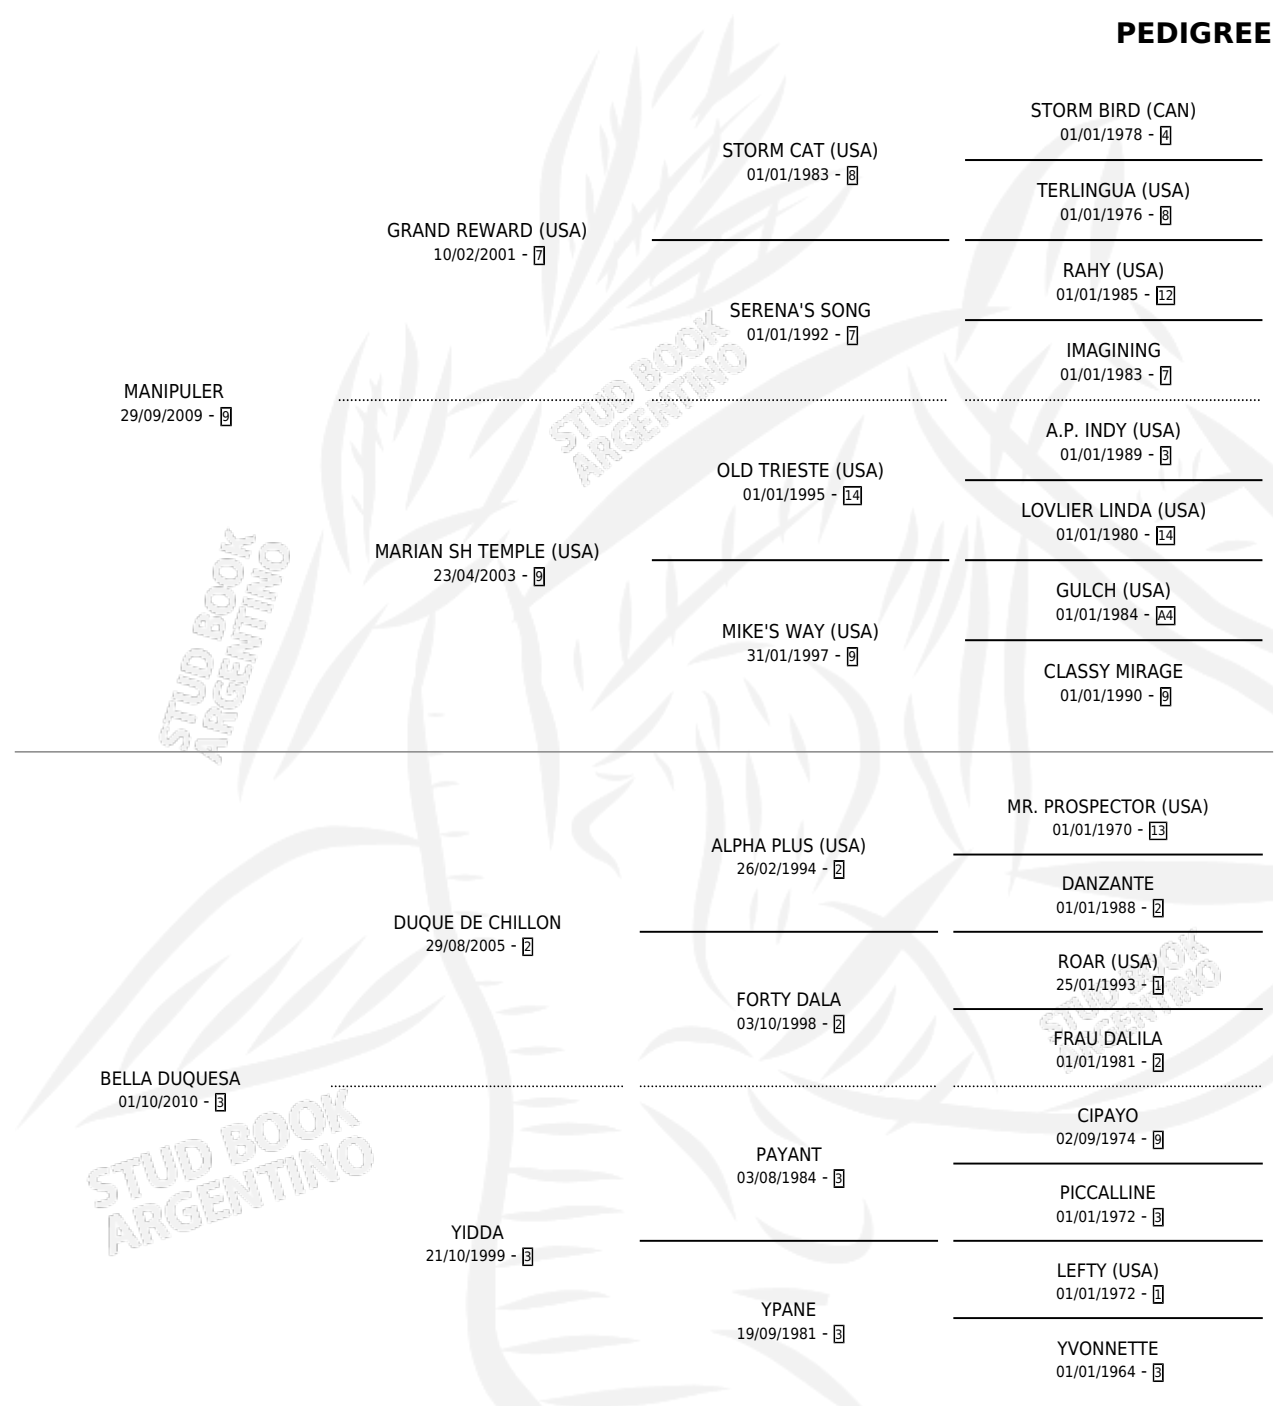 PEDIGREE
STORM BIRD (CAN)
01/01/1978 - 4
STORM CAT (USA)
01/01/1983 - 8
TERLINGUA (USA)
01/01/1976 - 8
GRAND REWARD (USA)
10/02/2001 - 7
RAHY (USA)
01/01/1985 - 12
SERENA'S SONG
01/01/1992 - 7
IMAGINING
01/01/1983 - 7
MANIPULER
29/09/2009 - 9
A.P. INDY (USA)
01/01/1989 - 3
OLD TRIESTE (USA)
01/01/1995 - 14
LOVLIER LINDA (USA)
01/01/1980 - 14
MARIAN SH TEMPLE (USA)
23/04/2003 - 9
GULCH (USA)
01/01/1984 - A4
MIKE'S WAY (USA)
31/01/1997 - 9
CLASSY MIRAGE
01/01/1990 - 9
STUD BOOK
ARGENTINO
STUD BOOK
ARGENTINO
MR. PROSPECTOR (USA)
01/01/1970 - 13
ALPHA PLUS (USA)
26/02/1994 - 2
DANZANTE
01/01/1988 - 2
DUQUE DE CHILLON
29/08/2005 - 2
ROAR (USA)
25/01/1993 - 1
FORTY DALA
03/10/1998 - 2
FRAU DALILA
01/01/1981 - 2
BELLA DUQUESA
01/10/2010 - 3
CIPAYO
02/09/1974 - 9
PAYANT
03/08/1984 - 3
PICCALLINE
01/01/1972 - 3
YIDDA
21/10/1999 - 3
LEFTY (USA)
01/01/1972 - 1
YPANE
19/09/1981 - 3
YVONNETTE
01/01/1964 - 3
STUD BOOK
ARGENTINO
STUD BOOK
ARGENTINO